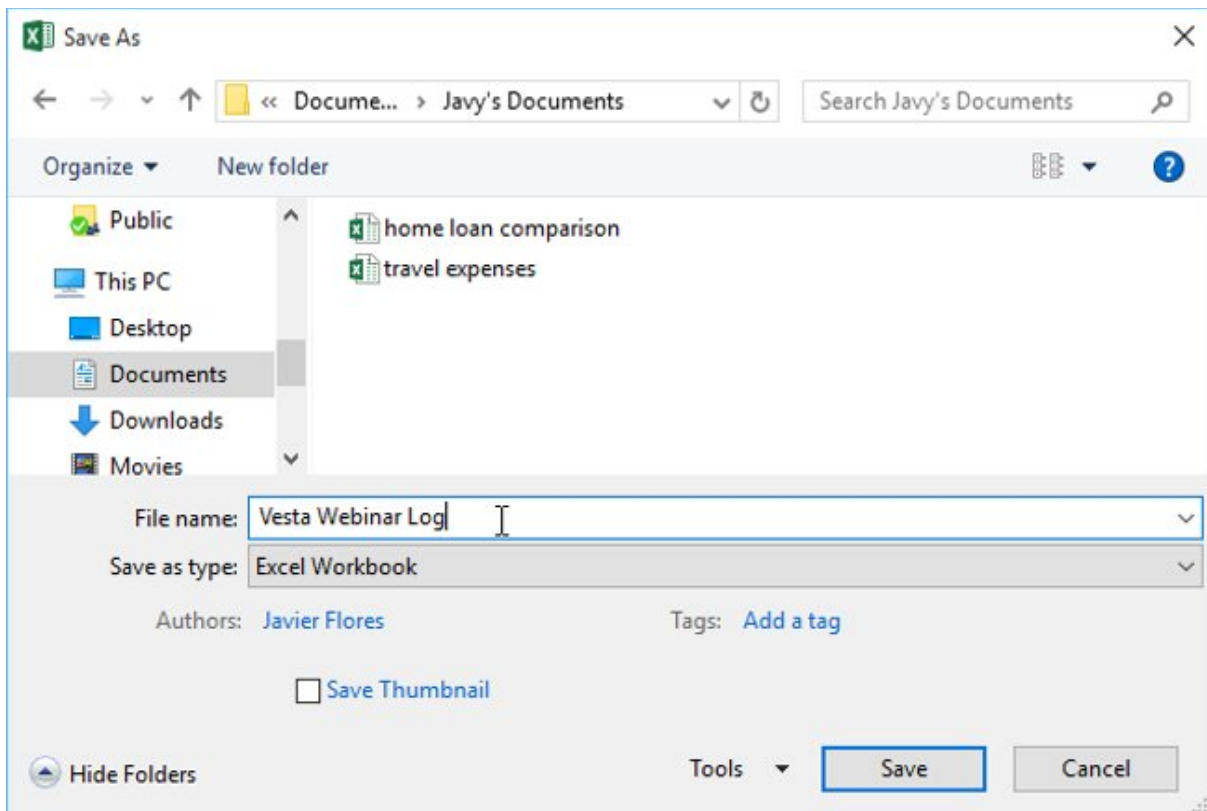 Save As
« Docume... > Javy's Documents
Search Javy's Documents
Organize
New folder
?
Public
This PC
Desktop
Documents
Downloads
Movies
home loan comparison
travel expenses
File name: Vesta Webinar Log
Save as type: Excel Workbook
Authors: Javier Flores
Tags: Add a tag
Save Thumbnail
Hide Folders
Tools
Save
Cancel